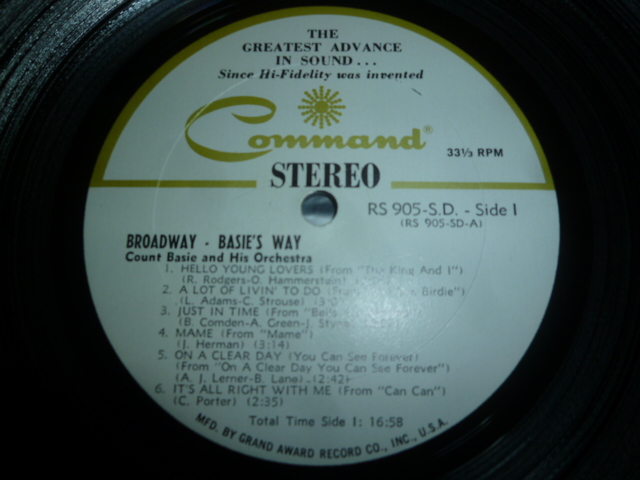 THE
GREATEST ADVANCE
IN SOUND...
Since Hi-Fidelity was invented
Command®
33⅓ RPM
STEREO
RS 905-S.D. - Side 1
(RS 905-SD-A)
BROADWAY - BASIE'S WAY
Count Basie and His Orchestra
1. HELLO YOUNG LOVERS (From "The King And I")
(R. Rodgers-O. Hammerstein)
2. A LOT OF LIVIN' TO DO Birdie")
(L. Adams-C. Strouse)
3. JUST IN TIME (From
(B. Comden-A. Green-J.
4. MAME (From "Mame")
(J. Herman) (3:14)
5. ON A CLEAR DAY (You Can See Forever)
(From "On A Clear Day You Can See Forever")
(A. J. Lerner-B. Lane) (2:42)
6. IT'S ALL RIGHT WITH ME (From "Can Can")
(C. Porter) (2:35)
Total Time Side 1: 16:58
MFD. BY GRAND AWARD RECORD CO., INC., U.S.A.